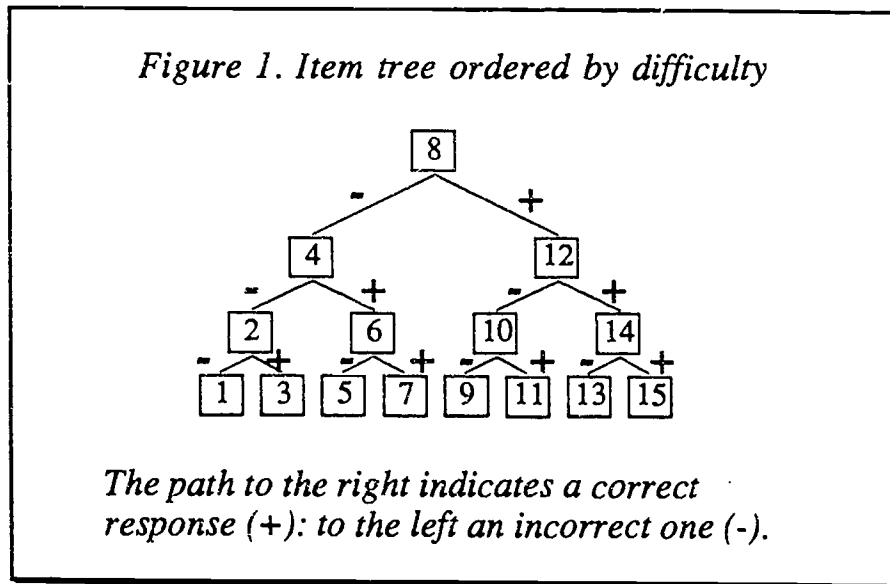 Figure 1. Item tree ordered by difficulty
8
- +
4 12
- + - +
2 6 10 14
- + - + - + - +
1 3 5 7 9 11 13 15
The path to the right indicates a correct
response (+): to the left an incorrect one (-).